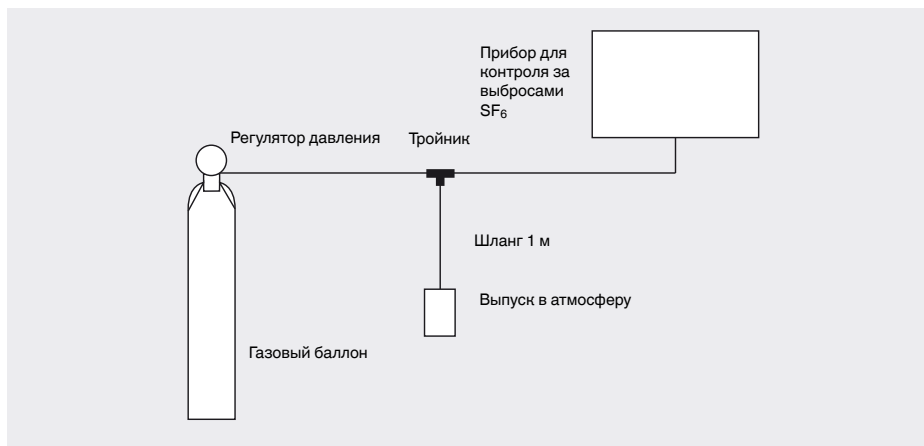 Прибор для
контроля за
выбросами
SF₆
Регулятор давления
Тройник
Шланг 1 м
Выпуск в атмосферу
Газовый баллон